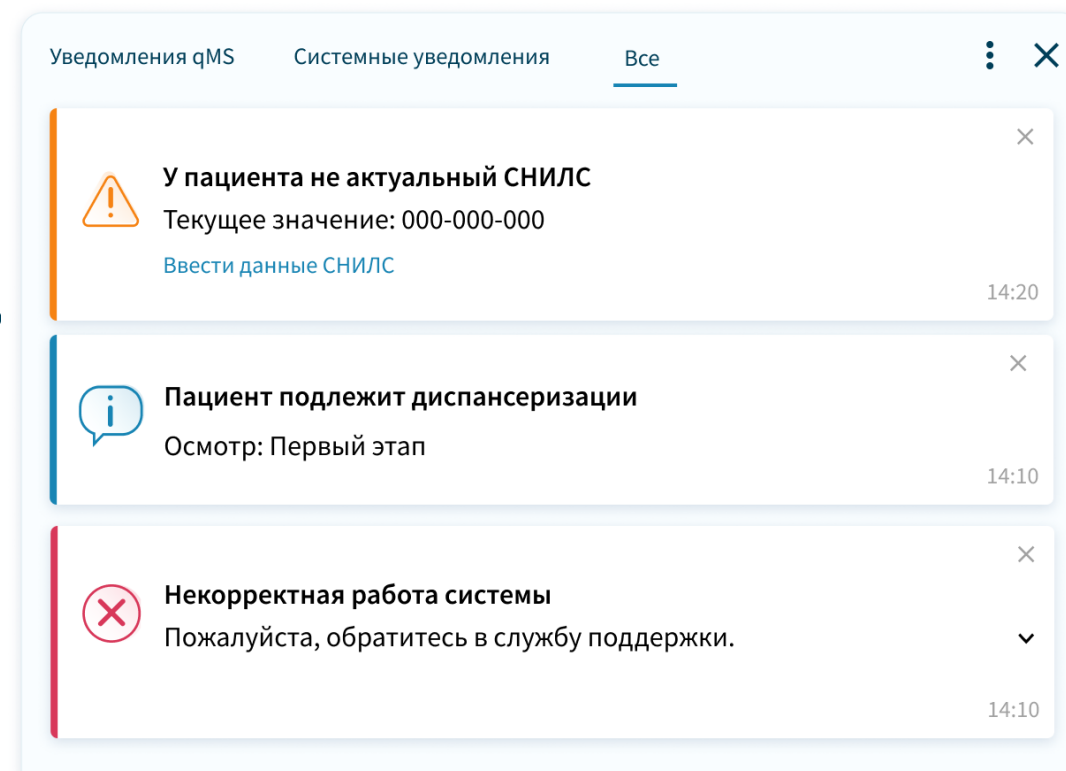 Уведомления qMS
Системные уведомления
Все
У пациента не актуальный СНИЛС
Текущее значение: 000-000-000
Ввести данные СНИЛС
14:20
Пациент подлежит диспансеризации
Осмотр: Первый этап
14:10
Некорректная работа системы
Пожалуйста, обратитесь в службу поддержки.
14:10